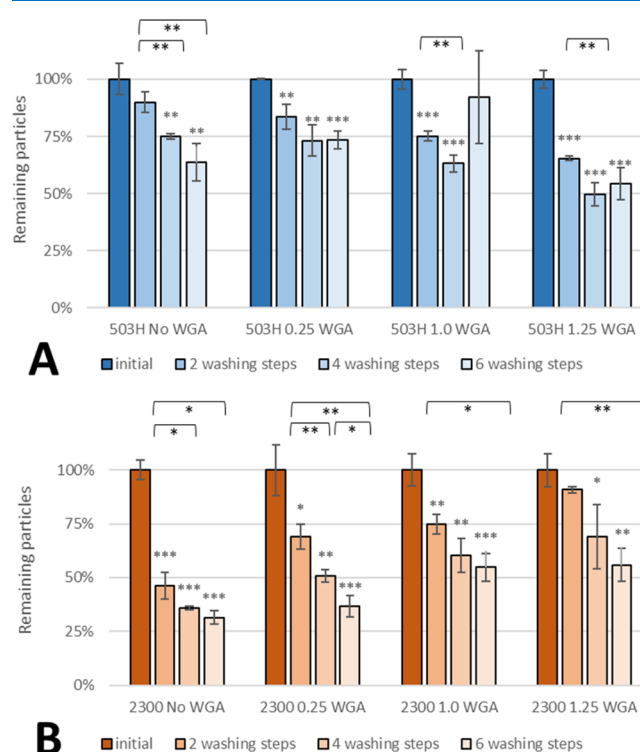 **
**
**
**
100%
** ** **
** ***
*** ***
*** *** ***
75%
50%
25%
0%
Remaining particles
503H No WGA 503H 0.25 WGA 503H 1.0 WGA 503H 1.25 WGA
A
initial 2 washing steps 4 washing steps 6 washing steps
* ** * **
* ** *
100%
*** *** ***
* ** ***
** ** ***
* **
75%
50%
25%
0%
Remaining particles
2300 No WGA 2300 0.25 WGA 2300 1.0 WGA 2300 1.25 WGA
B
initial 2 washing steps 4 washing steps 6 washing steps